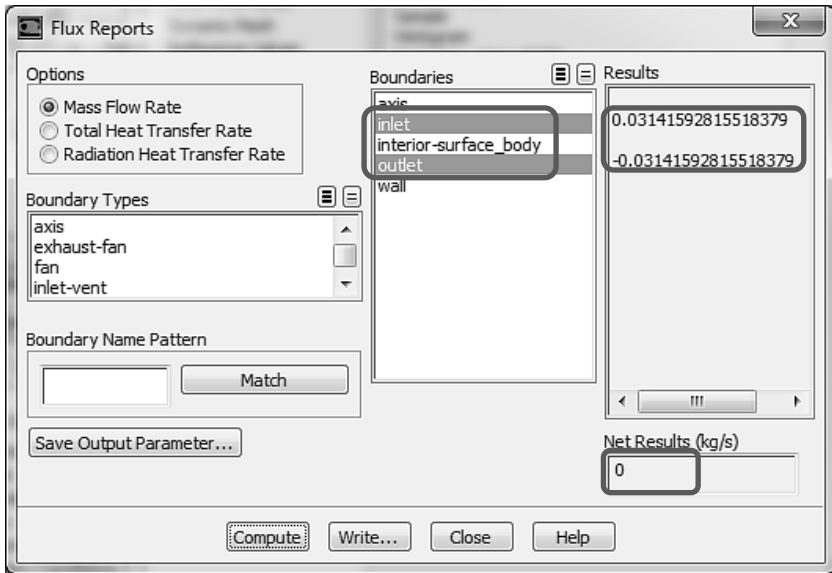 Flux Reports
Options
Mass Flow Rate
Total Heat Transfer Rate
Radiation Heat Transfer Rate
Boundary Types
axis
exhaust-fan
fan
inlet-vent
Boundary Name Pattern
Match
Save Output Parameter...
Boundaries
axis
inlet
interior-surface_body
outlet
wall
Results
0.03141592815518379
-0.03141592815518379
Net Results (kg/s)
0
Compute
Write...
Close
Help